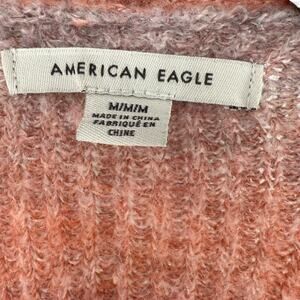 AMERICAN EAGLE
M/M/M
MADE IN CHINA
FABRIQUÉ EN
CHINE